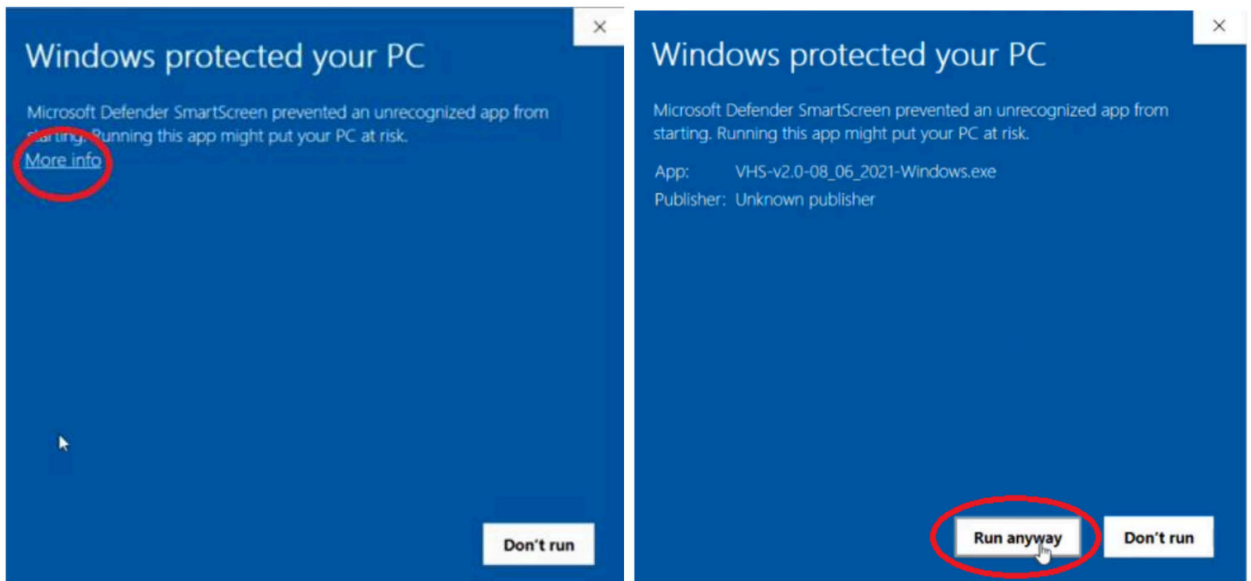 Windows protected your PC
Microsoft Defender SmartScreen prevented an unrecognized app from
starting. Running this app might put your PC at risk.
More info
Don't run
Windows protected your PC
Microsoft Defender SmartScreen prevented an unrecognized app from
starting. Running this app might put your PC at risk.
App: VHS-v2.0-08_06_2021-Windows.exe
Publisher: Unknown publisher
Run anyway
Don't run